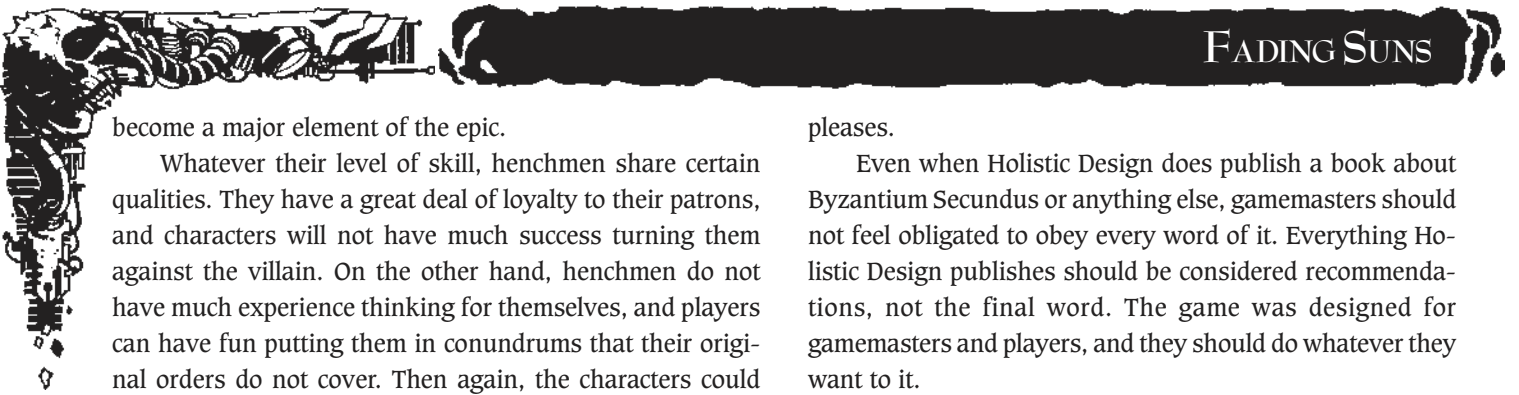 FADING SUNS
become a major element of the epic.
Whatever their level of skill, henchmen share certain
qualities. They have a great deal of loyalty to their patrons,
and characters will not have much success turning them
against the villain. On the other hand, henchmen do not
have much experience thinking for themselves, and players
can have fun putting them in conundrums that their origi-
nal orders do not cover. Then again, the characters could
pleases.
Even when Holistic Design does publish a book about
Byzantium Secundus or anything else, gamemasters should
not feel obligated to obey every word of it. Everything Ho-
listic Design publishes should be considered recommenda-
tions, not the final word. The game was designed for
gamemasters and players, and they should do whatever they
want to it.